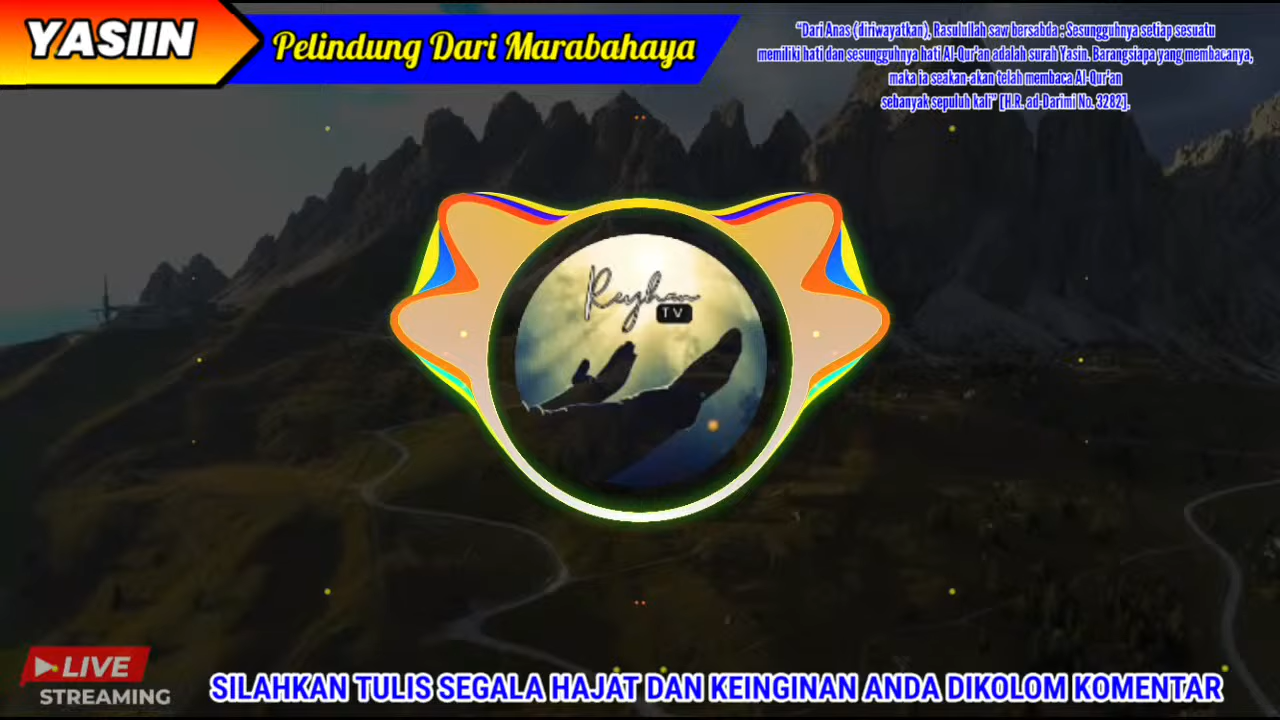 YASIIN
Pelindung Dari Marabahaya
"Dari Anas (diriwayatkan), Rasulullah saw bersabda : Sesungguhnya setiap sesuatu
memiliki hati dan sesungguhnya hati Al-Qur'an adalah surah Yasin. Barangsiapa yang membacanya,
maka ia seakan-akan telah membaca Al-Qur'an
sebanyak sepuluh kali" [H.R. ad-Darimi No. 3282].
Reyhan
TV
LIVE
STREAMING
SILAHKAN TULIS SEGALA HAJAT DAN KEINGINAN ANDA DIKOLOM KOMENTAR